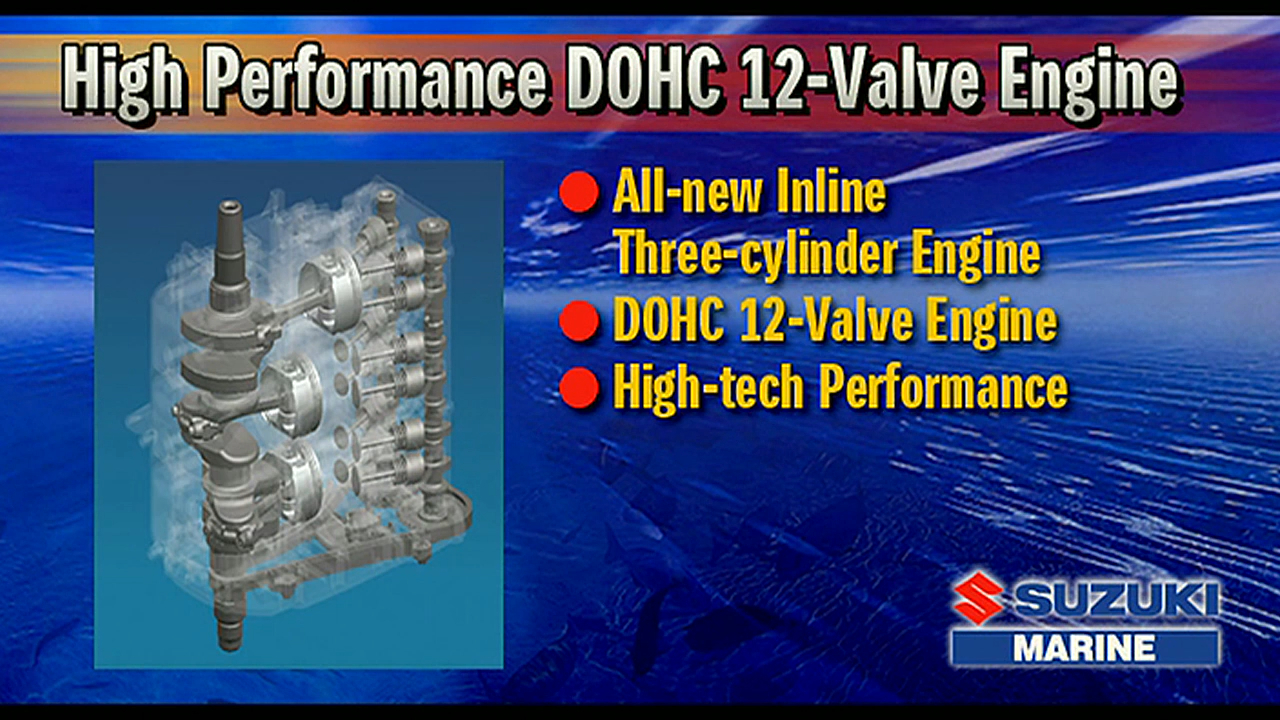 High Performance DOHC 12-Valve Engine
All-new Inline
Three-cylinder Engine
DOHC 12-Valve Engine
High-tech Performance
SUZUKI
MARINE